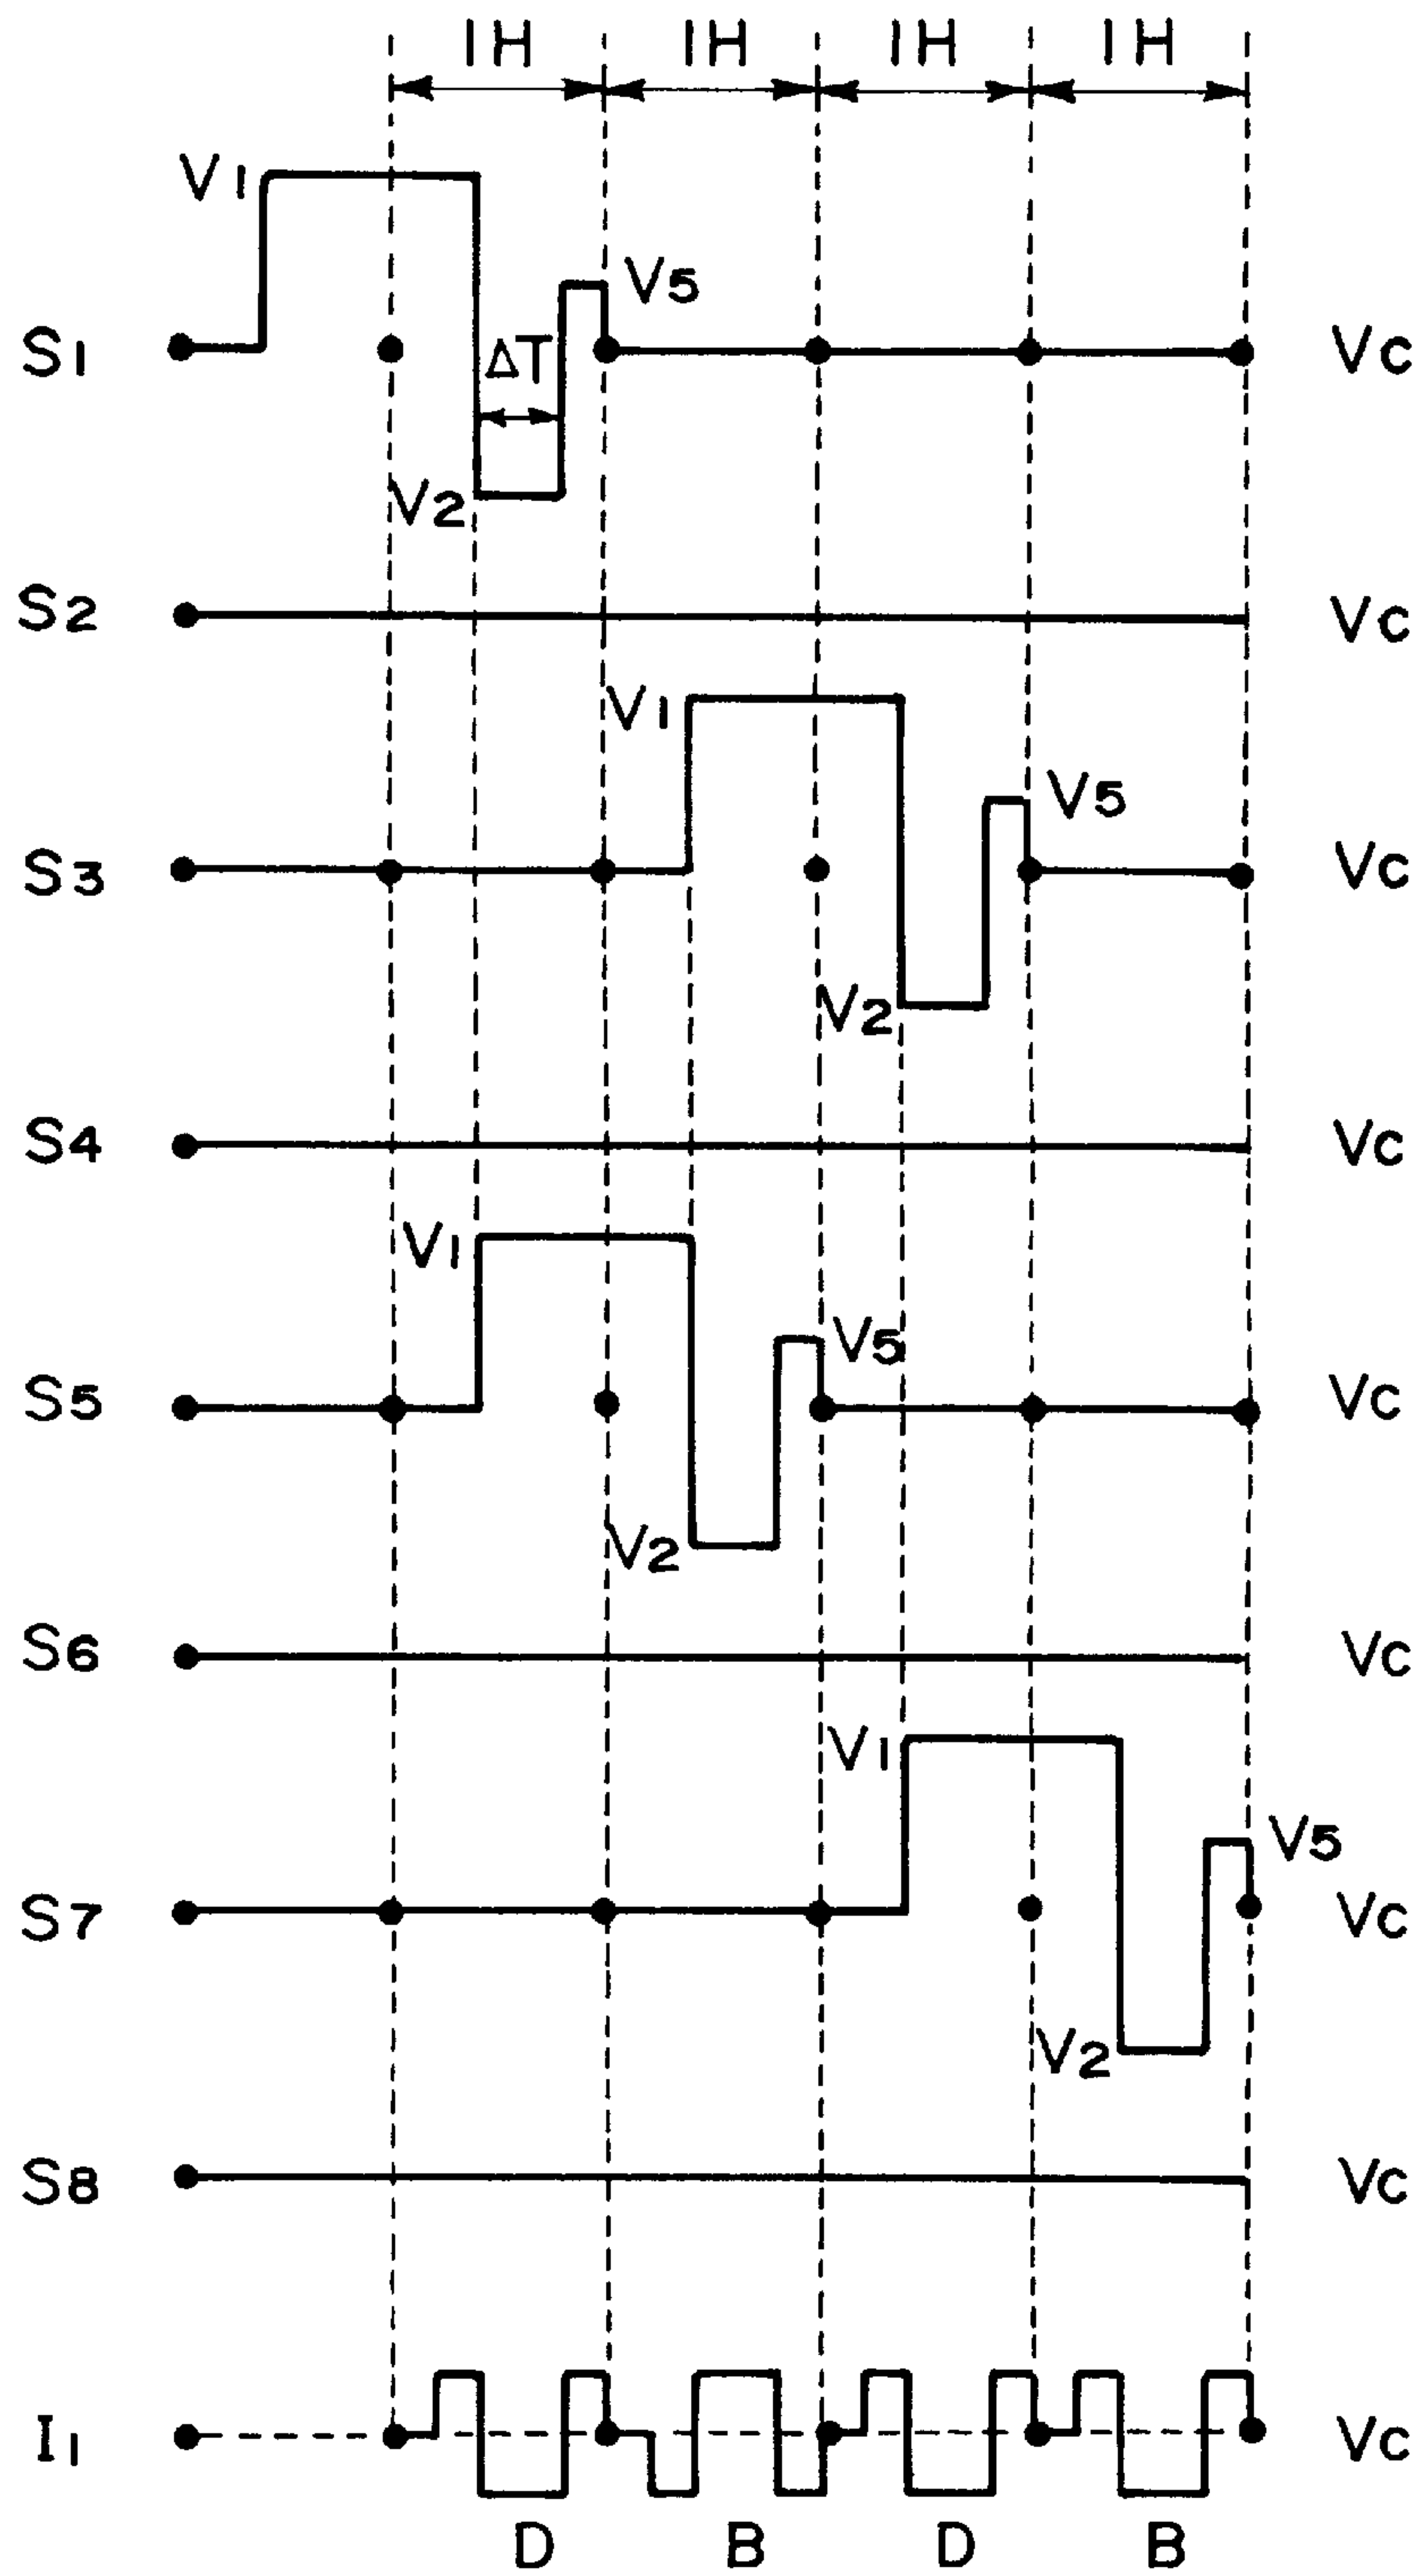 1H 1H 1H 1H
V1
V5
S1 ΔT Vc
V2
S2 Vc
V1
V5
S3 Vc
V2
S4 Vc
V1
V5
S5 Vc
V2
S6 Vc
V1
V5
S7 Vc
V2
S8 Vc
I1 Vc
D B D B